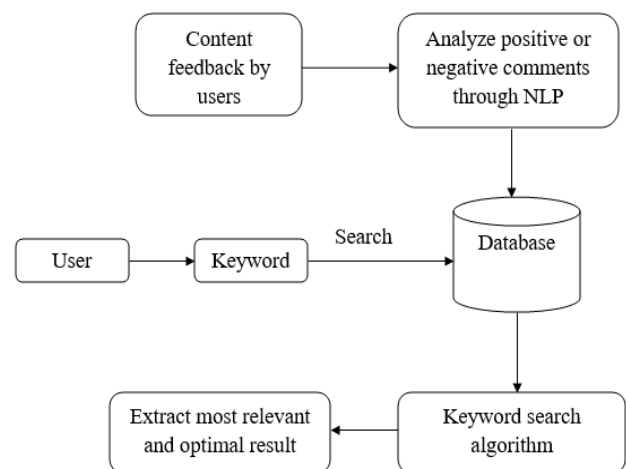 Content
feedback by
users
Analyze positive or
negative comments
through NLP
Search
Database
User
Keyword
Extract most relevant
and optimal result
Keyword search
algorithm